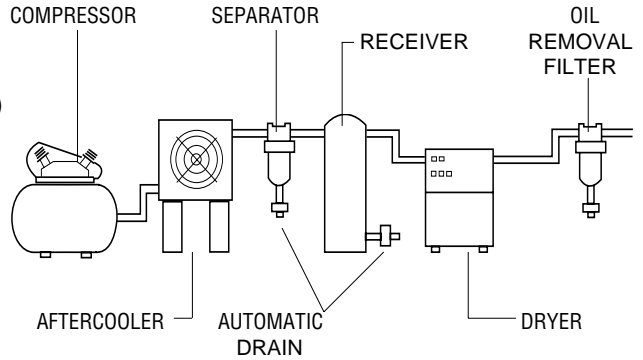 COMPRESSOR
SEPARATOR
RECEIVER
OIL
REMOVAL
FILTER
AFTERCOOLER
AUTOMATIC
DRAIN
DRYER